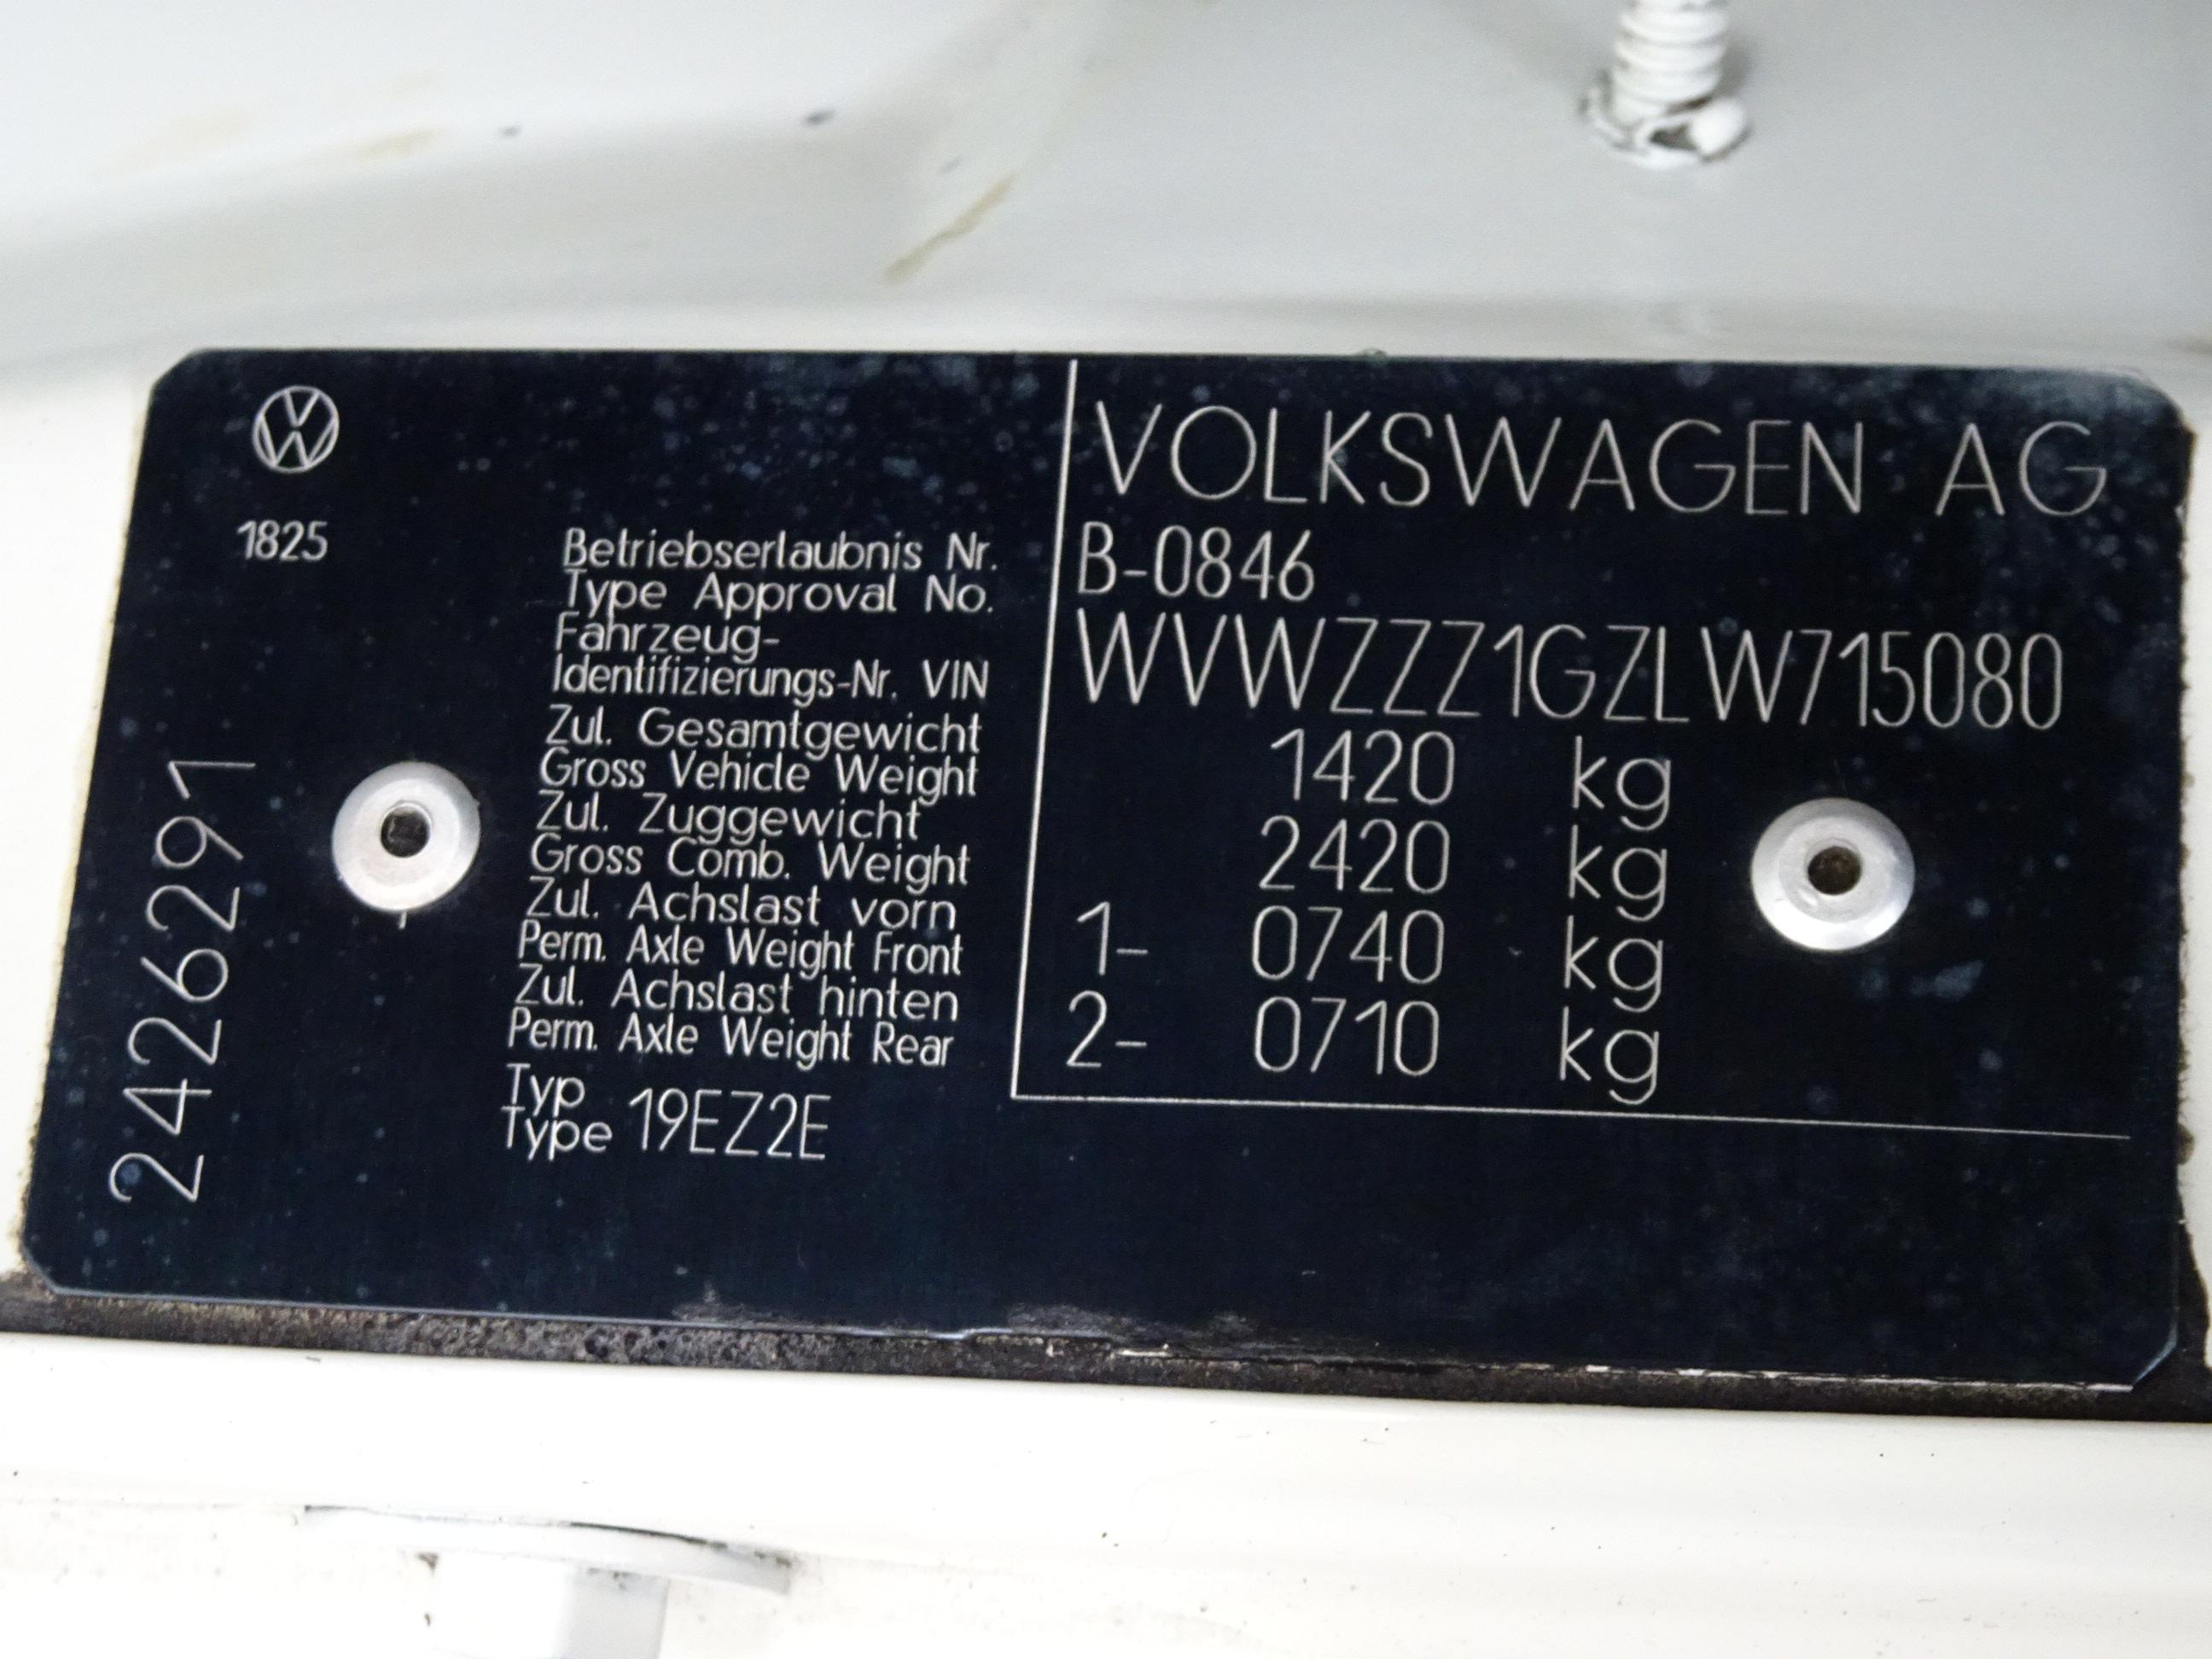 VW
1825
VOLKSWAGEN AG
Betriebserlaubnis Nr.
Type Approval No.
B-0846
Fahrzeug-
Identifizierungs-Nr. VIN
WVWZZZ1GZLW715080
Zul. Gesamtgewicht
Gross Vehicle Weight
1420 kg
Zul. Zuggewicht
Gross Comb. Weight
2420 kg
Zul. Achslast vorn
Perm. Axle Weight Front
1- 0740 kg
Zul. Achslast hinten
Perm. Axle Weight Rear
2- 0710 kg
Typ
Type 19EZ2E
2426291